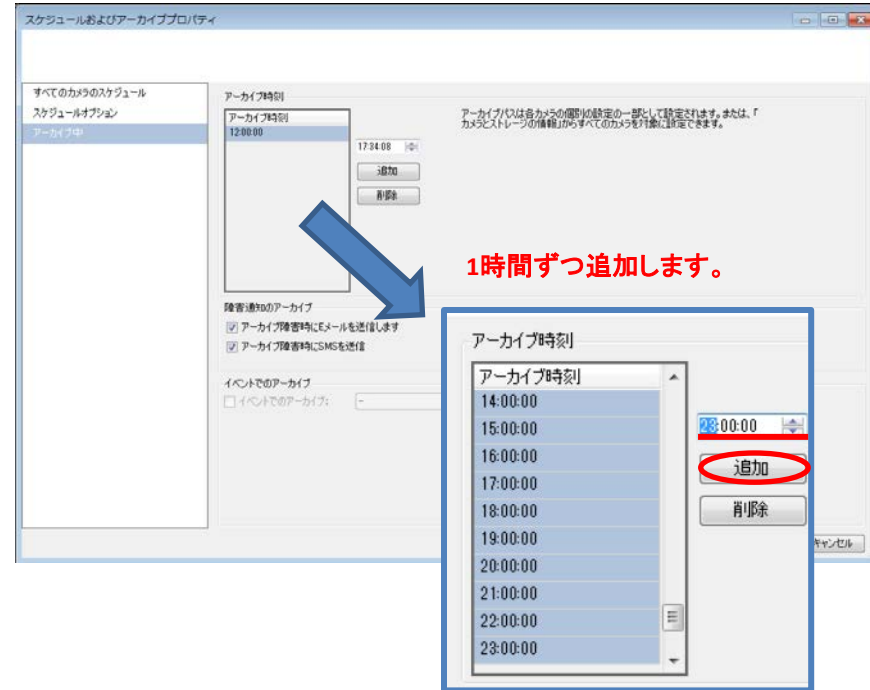 スケジュールおよびアーカイブプロパティ
すべてのカメラのスケジュール
スケジュールオプション
アーカイブ中
アーカイブ時刻
アーカイブ時刻
12:00:00
17:34:08
追加
削除
アーカイブパスは各カメラの個別の設定の一部として設定されます。または、「
カメラとストレージの情報」からすべてのカメラを対象に設定できます。
1時間ずつ追加します。
障害通知のアーカイブ
アーカイブ障害時にEメールを送信します
アーカイブ障害時にSMSを送信
イベントでのアーカイブ
イベントでのアーカイブ:
-
アーカイブ時刻
アーカイブ時刻
14:00:00
15:00:00
16:00:00
17:00:00
18:00:00
19:00:00
20:00:00
21:00:00
22:00:00
23:00:00
23:00:00
追加
削除
キャンセル